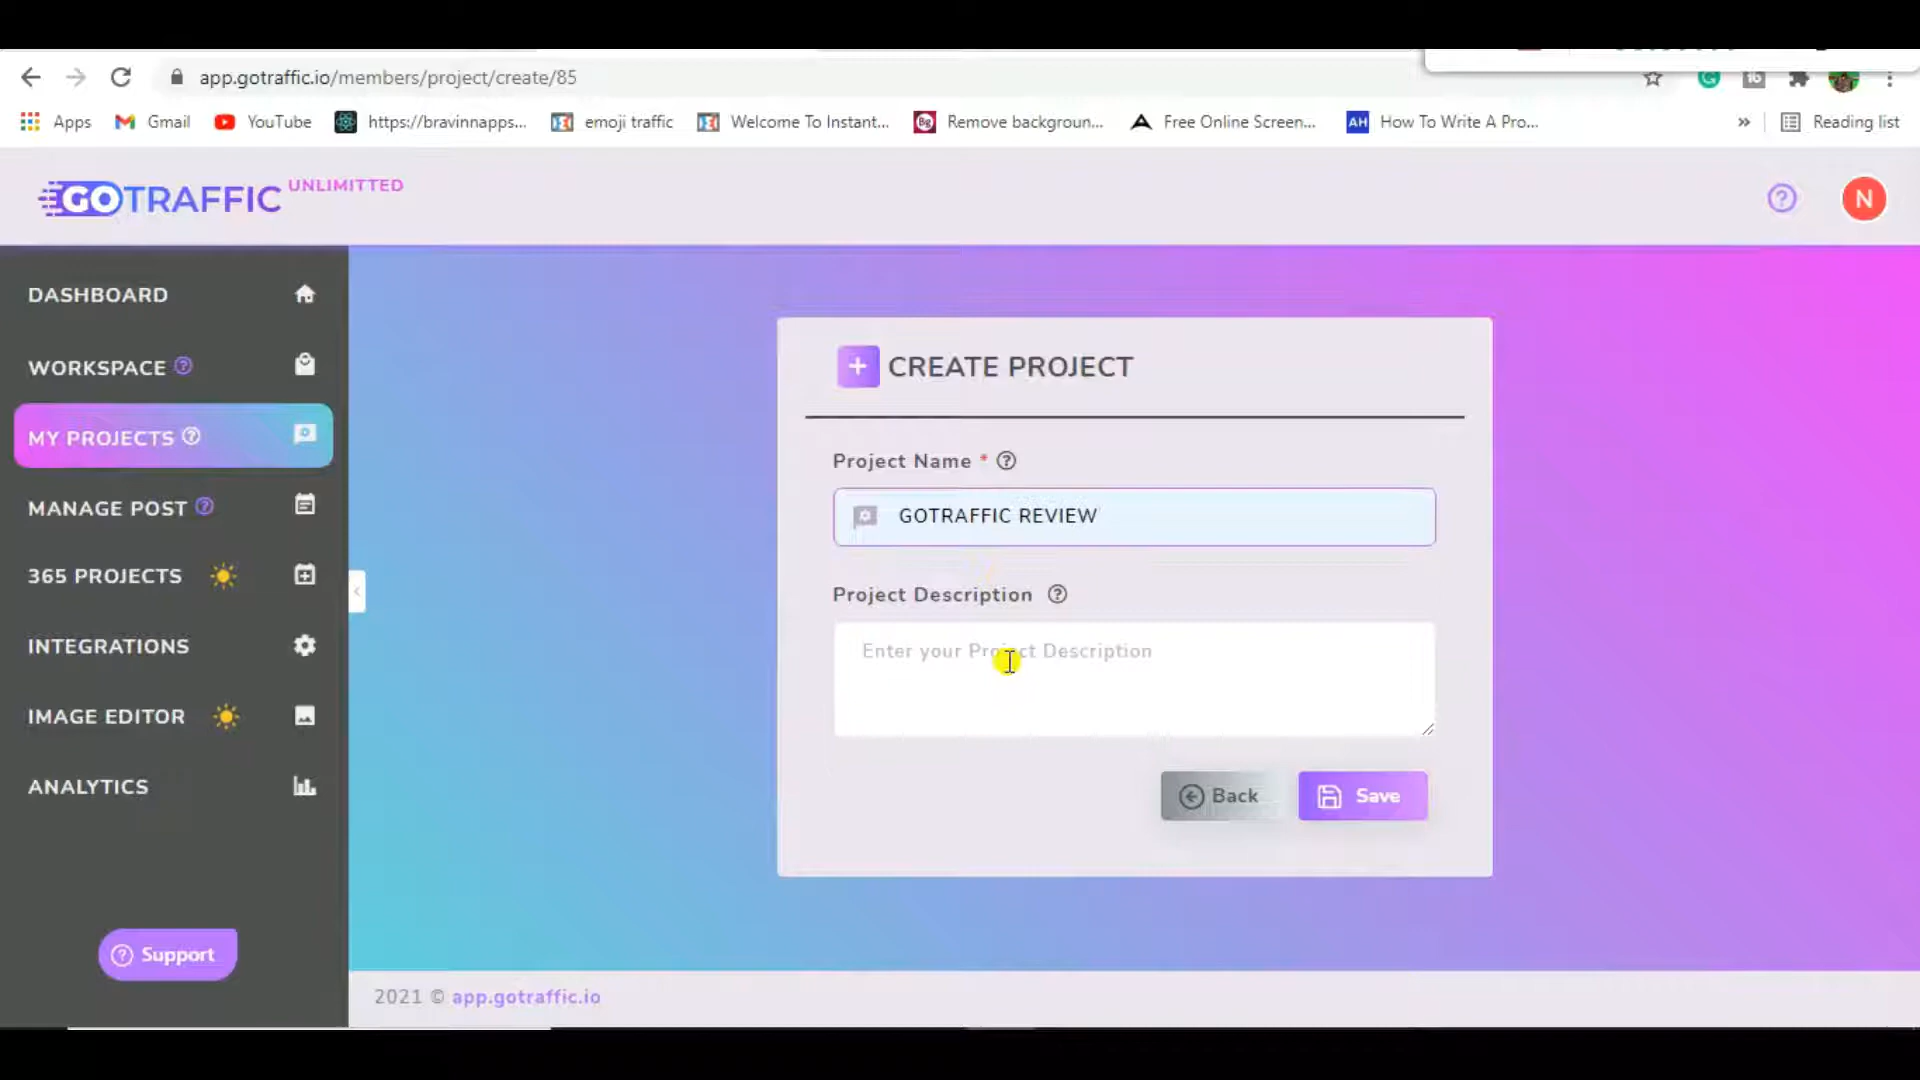 app.gotraffic.io/members/project/create/85
Apps Gmail YouTube https://bravinnapps... emoji traffic Welcome To Instant... Bg Remove backgroun... Free Online Screen... AH How To Write A Pro... » Reading list
GOTRAFFIC UNLIMITTED
N
DASHBOARD
WORKSPACE
MY PROJECTS
MANAGE POST
365 PROJECTS
INTEGRATIONS
IMAGE EDITOR
ANALYTICS
Support
CREATE PROJECT
Project Name *
GOTRAFFIC REVIEW
Project Description
Enter your Project Description
Back
Save
2021 © app.gotraffic.io